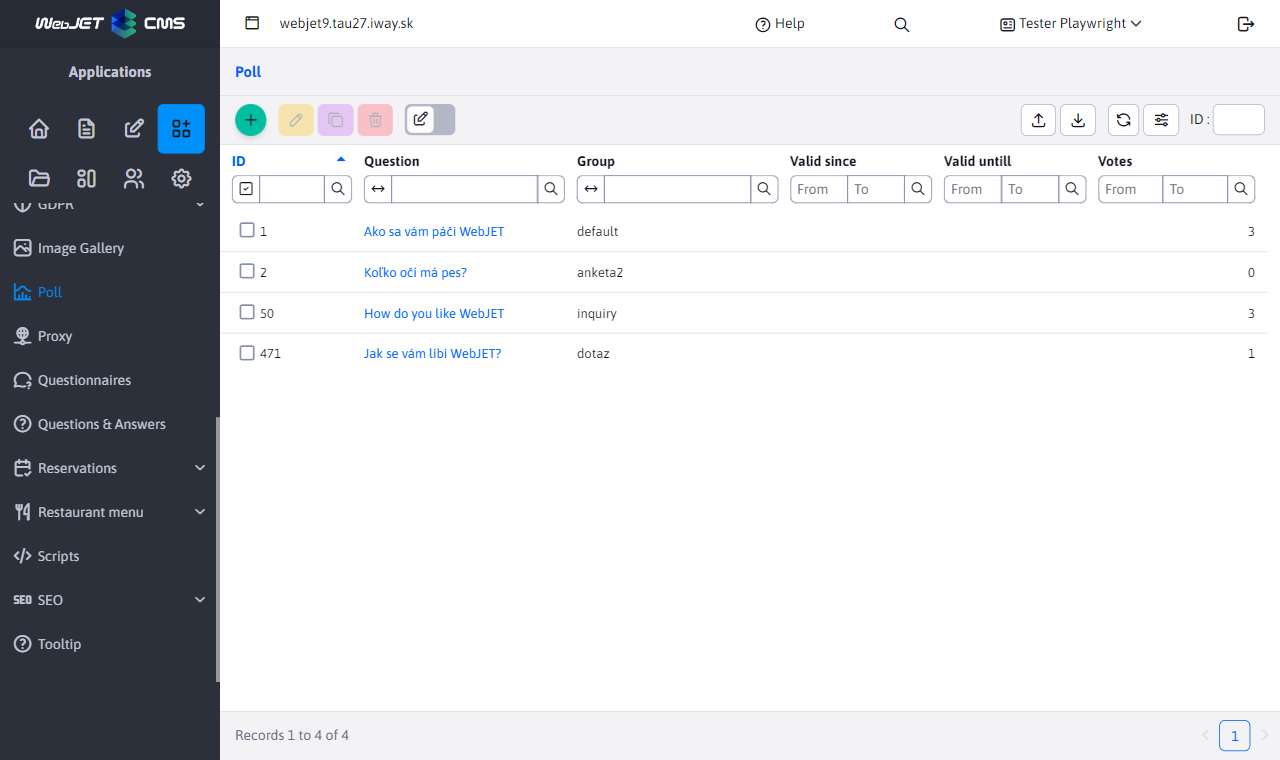 WebJET CMS
webjet9.tau27.iway.sk
Help
Tester Playwright
Applications
Poll
ID :
GDPR
Image Gallery
Poll
Proxy
Questionnaires
Questions & Answers
Reservations
Restaurant menu
Scripts
SEO SEO
Tooltip
ID Question Group Valid since Valid untill Votes
From To From To From To
1 Ako sa vám páči WebJET default 3
2 Koľko očí má pes? anketa2 0
50 How do you like WebJET inquiry 3
471 Jak se vám líbí WebJET? dotaz 1
Records 1 to 4 of 4
1